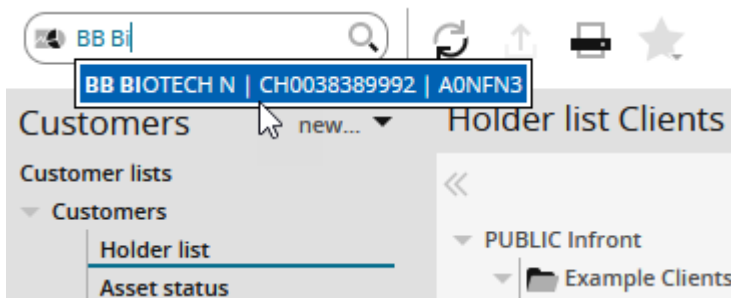 BB Bi
BB BIOTECH N | CH0038389992 | A0NFN3
Customers
new...
Holder list Clients
Customer lists
Customers
Holder list
Asset status
PUBLIC Infront
Example Clients